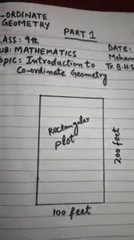 -ORDINATE
GEOMETRY
PART 1
LASS: 9th
UB: MATHEMATICS
DATE:
opic: Introduction to
Co-ordinate Geometry
Tr. B.H.S
Rectangular
Plot
200 feet
100 feet